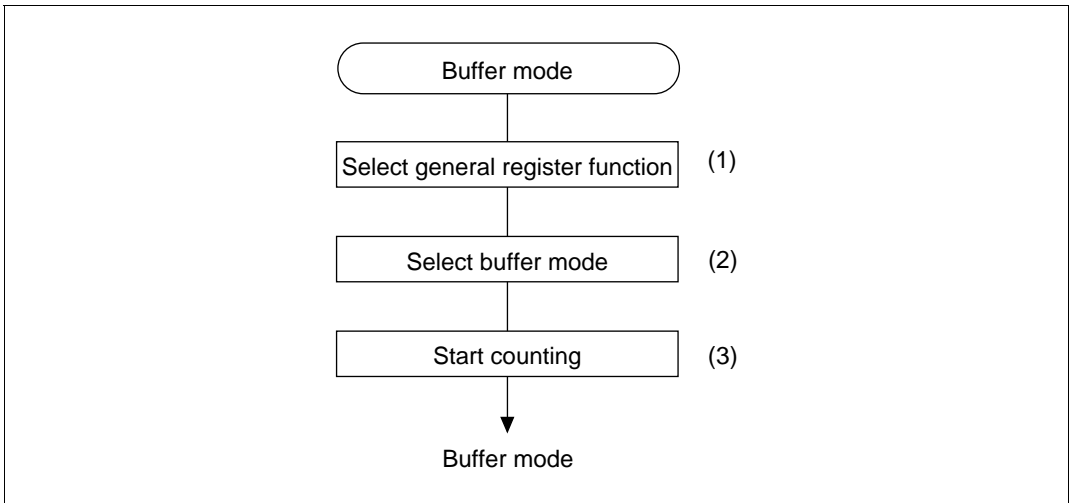 Buffer mode
Select general register function (1)
Select buffer mode (2)
Start counting (3)
Buffer mode